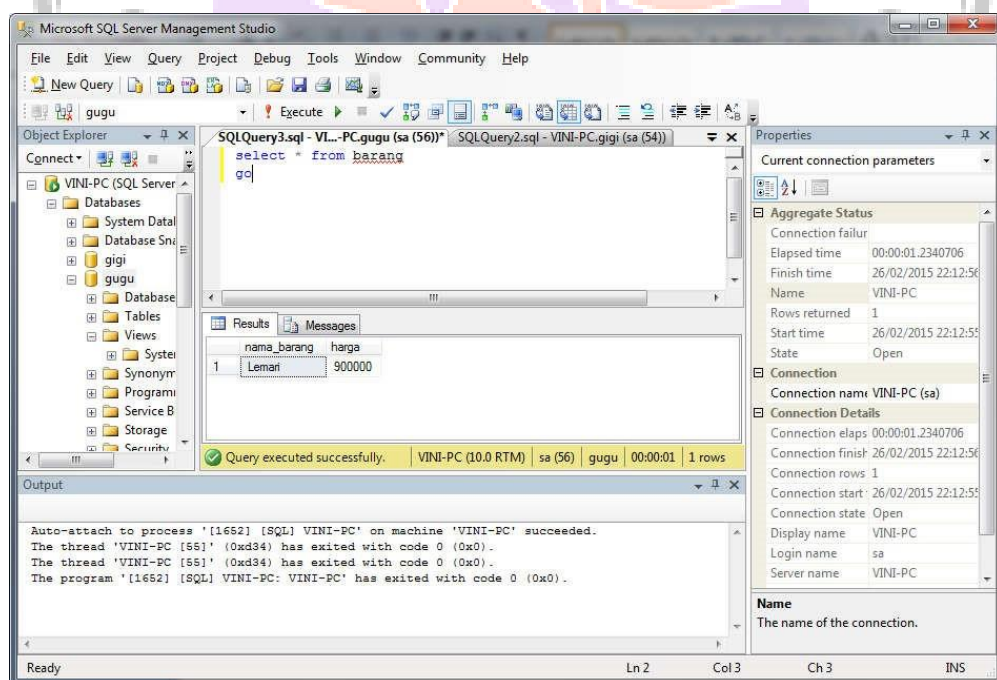 Microsoft SQL Server Management Studio
File Edit View Query Project Debug Tools Window Community Help
New Query
gugu Execute
Object Explorer
Connect
VINI-PC (SQL Server
Databases
System Datal
Database Sna
gigi
gugu
Database
Tables
Views
Syster
Synonym
Programi
Service B
Storage
Security
SQLQuery3.sql - VI...-PC.gugu (sa (56))* SQLQuery2.sql - VINI-PC.gigi (sa (54))
select * from barang
go
Results Messages
nama_barang harga
1 Lemari 900000
Query executed successfully. VINI-PC (10.0 RTM) sa (56) gugu 00:00:01 1 rows
Properties
Current connection parameters
Aggregate Status
Connection failur
Elapsed time 00:00:01.2340706
Finish time 26/02/2015 22:12:56
Name VINI-PC
Rows returned 1
Start time 26/02/2015 22:12:55
State Open
Connection
Connection name VINI-PC (sa)
Connection Details
Connection elaps 00:00:01.2340706
Connection finish 26/02/2015 22:12:56
Connection rows 1
Connection start 26/02/2015 22:12:55
Connection state Open
Display name VINI-PC
Login name sa
Server name VINI-PC
Name
The name of the connection.
Output
Auto-attach to process '[1652] [SQL] VINI-PC' on machine 'VINI-PC' succeeded.
The thread 'VINI-PC [55]' (0xd34) has exited with code 0 (0x0).
The thread 'VINI-PC [55]' (0xd34) has exited with code 0 (0x0).
The program '[1652] [SQL] VINI-PC: VINI-PC' has exited with code 0 (0x0).
Ready Ln 2 Col 3 Ch 3 INS